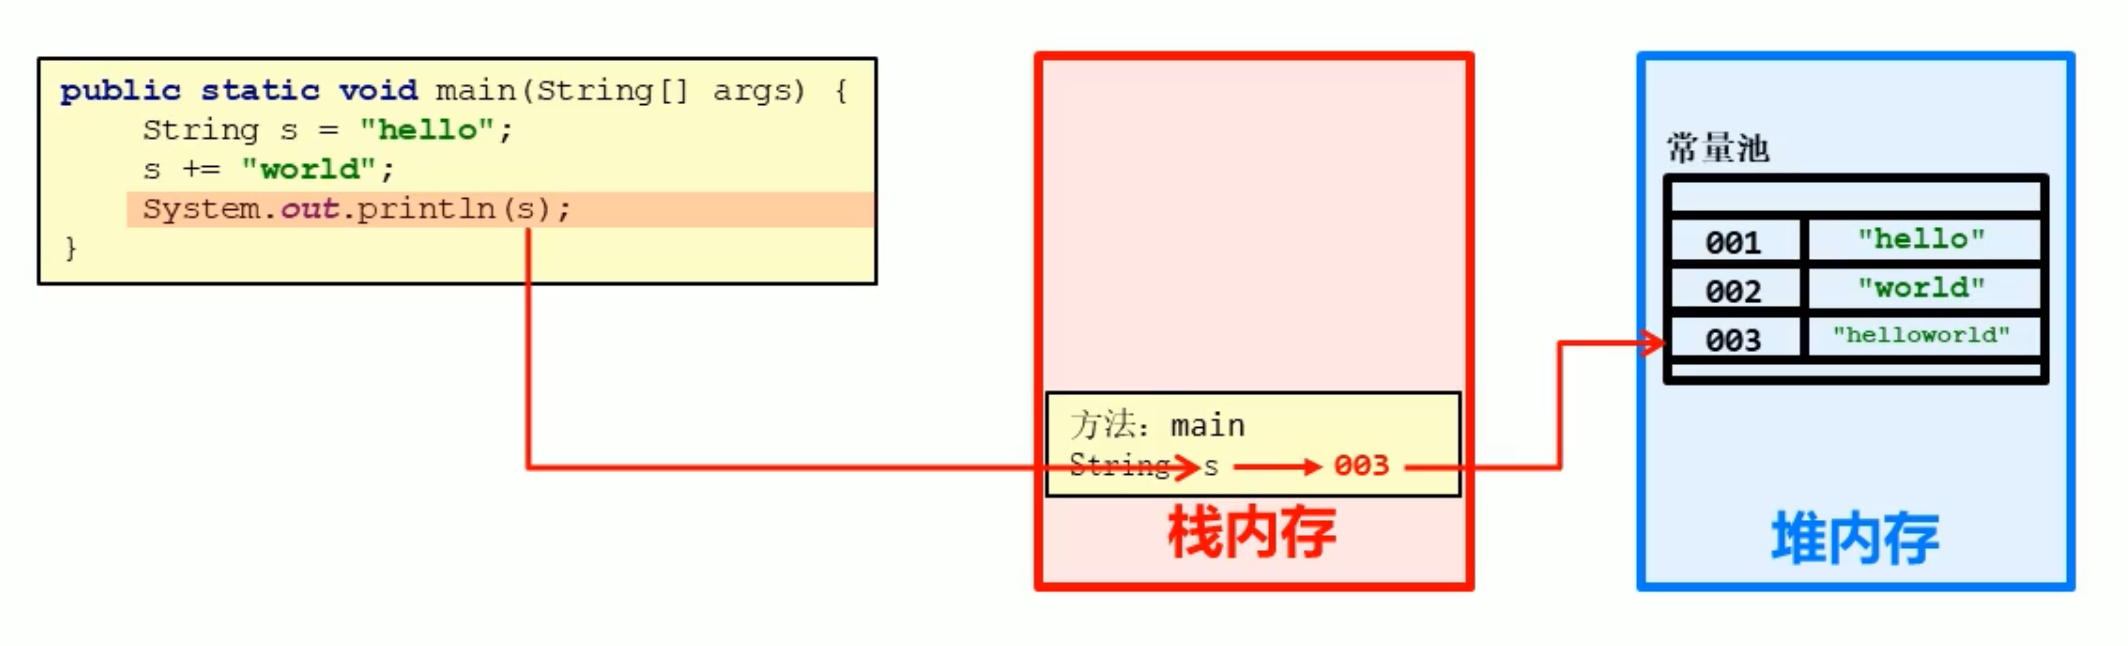 public static void main(String[] args) {
String s = "hello";
s += "world";
System.out.println(s);
}
方法：main
String s 003
栈内存
常量池
001 "hello"
002 "world"
003 "helloworld"
堆内存